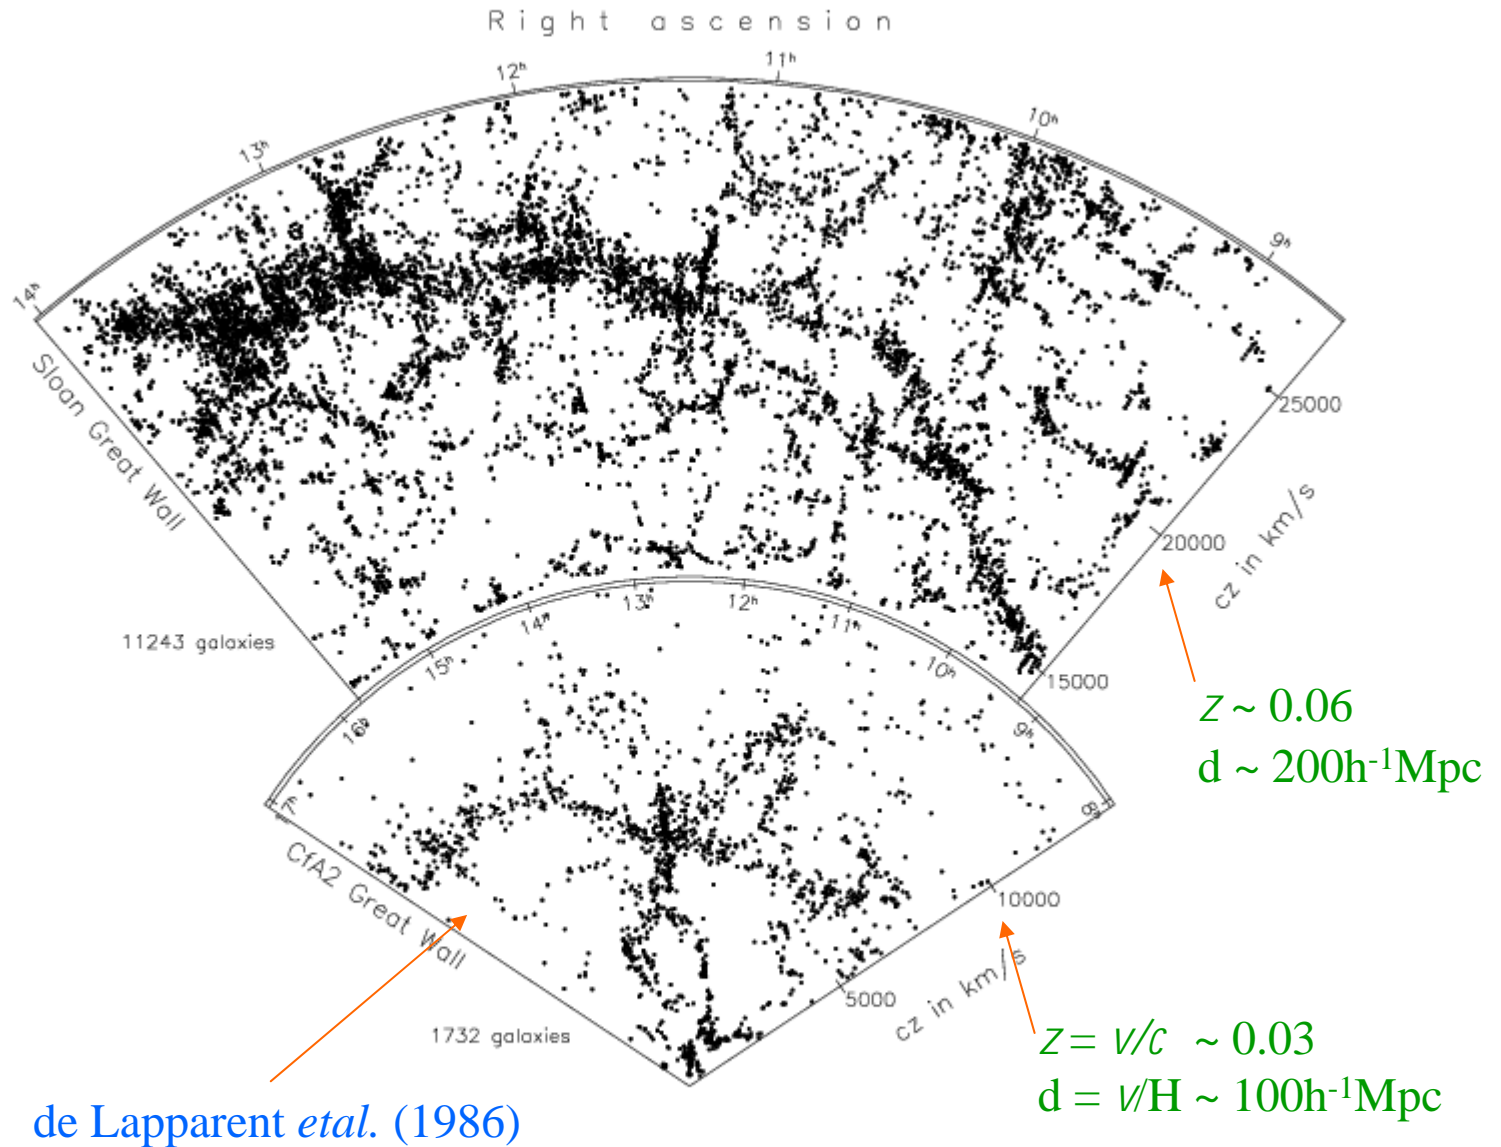 Right ascension
12ʰ
11ʰ
13ʰ
10ʰ
14ʰ
9ʰ
Sloan Great Wall
25000
20000
cz in km/s
15000
11243 galaxies
z ~ 0.06
d ~ 200h⁻¹Mpc
13ʰ
12ʰ
14ʰ
11ʰ
15ʰ
10ʰ
16ʰ
9ʰ
17ʰ
8ʰ
CfA2 Great Wall
10000
5000
cz in km/s
1732 galaxies
z = v/c ~ 0.03
d = v/H ~ 100h⁻¹Mpc
de Lapparent etal. (1986)